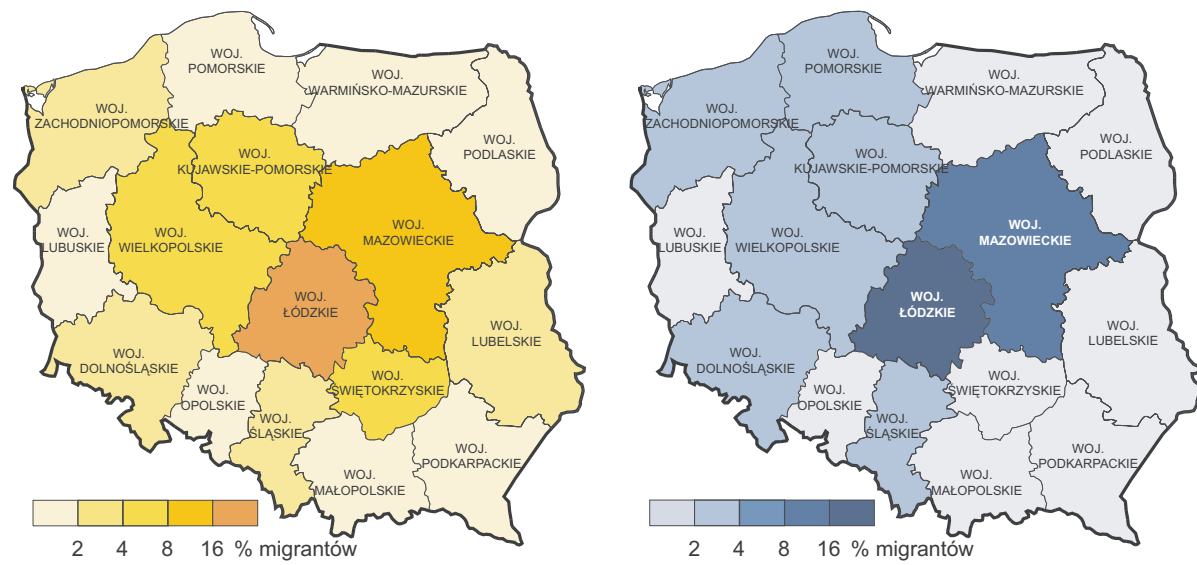 WOJ.
POMORSKIE
WOJ.
WARMIŃSKO-MAZURSKIE
WOJ.
ZACHODNIOPOMORSKIE
WOJ.
PODLASKIE
WOJ.
KUJAWSKIE-POMORSKIE
WOJ.
MAZOWIECKIE
WOJ.
LUBUSKIE
WOJ.
WIELKOPOLSKIE
WOJ.
ŁÓDZKIE
WOJ.
LUBELSKIE
WOJ.
DOLNOŚLĄSKIE
WOJ.
ŚWIĘTOKRZYSKIE
WOJ.
OPOLSKIE
WOJ.
ŚLĄSKIE
WOJ.
PODKARPACKIE
WOJ.
MAŁOPOLSKIE
2 4 8 16 % migrantów
WOJ.
POMORSKIE
WOJ.
WARMIŃSKO-MAZURSKIE
WOJ.
ZACHODNIOPOMORSKIE
WOJ.
PODLASKIE
WOJ.
KUJAWSKIE-POMORSKIE
WOJ.
MAZOWIECKIE
WOJ.
LUBUSKIE
WOJ.
WIELKOPOLSKIE
WOJ.
ŁÓDZKIE
WOJ.
LUBELSKIE
WOJ.
DOLNOŚLĄSKIE
WOJ.
ŚWIĘTOKRZYSKIE
WOJ.
OPOLSKIE
WOJ.
ŚLĄSKIE
WOJ.
PODKARPACKIE
WOJ.
MAŁOPOLSKIE
2 4 8 16 % migrantów